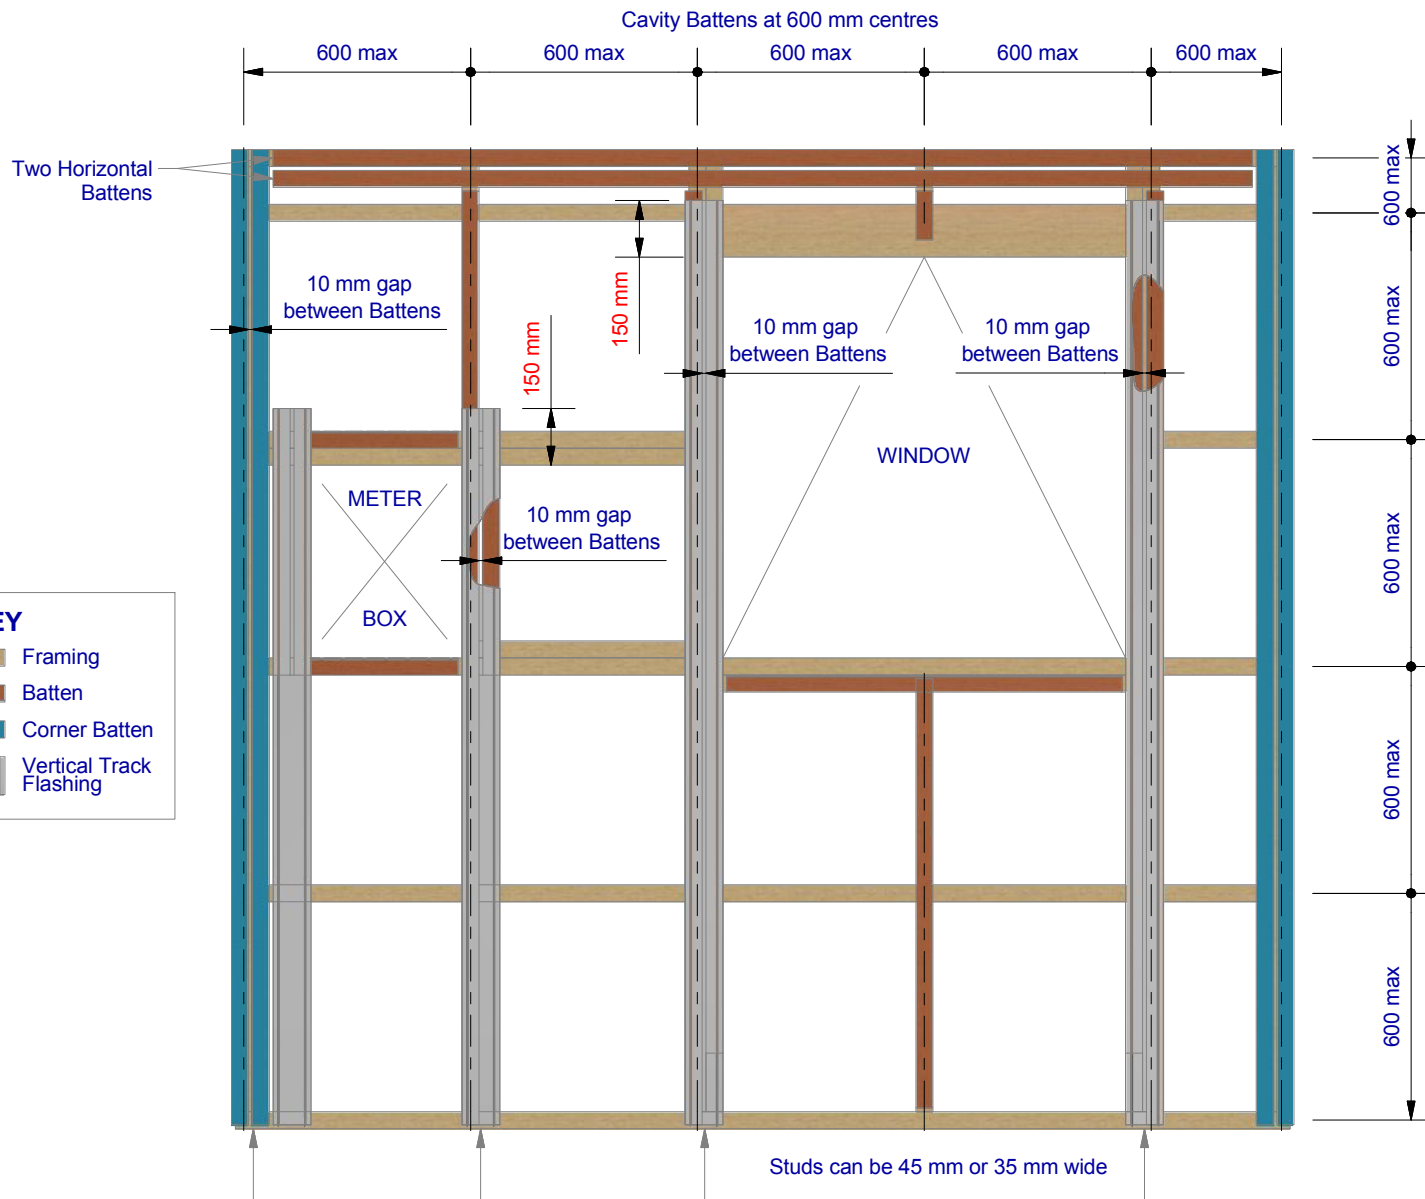 Cavity Battens at 600 mm centres
600 max
600 max
600 max
600 max
600 max
Two Horizontal
Battens
600 max
10 mm gap
between Battens
150 mm
150 mm
10 mm gap
between Battens
10 mm gap
between Battens
600 max
WINDOW
METER
BOX
10 mm gap
between Battens
600 max
EY
Framing
Batten
Corner Batten
Vertical Track
Flashing
600 max
600 max
Studs can be 45 mm or 35 mm wide